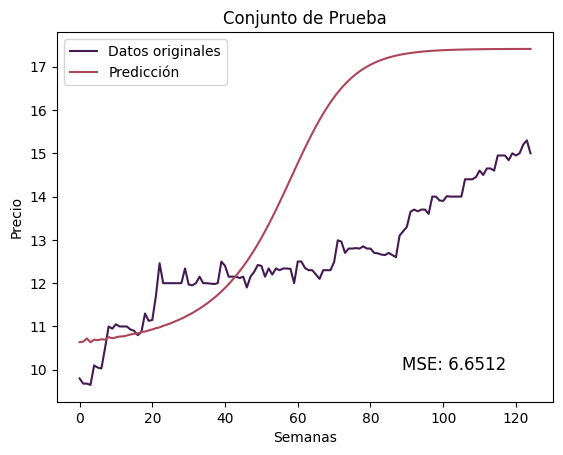 Conjunto de Prueba
Datos originales
Predicción
17
16
15
14
13
12
11
10
Precio
MSE: 6.6512
0 20 40 60 80 100 120
Semanas